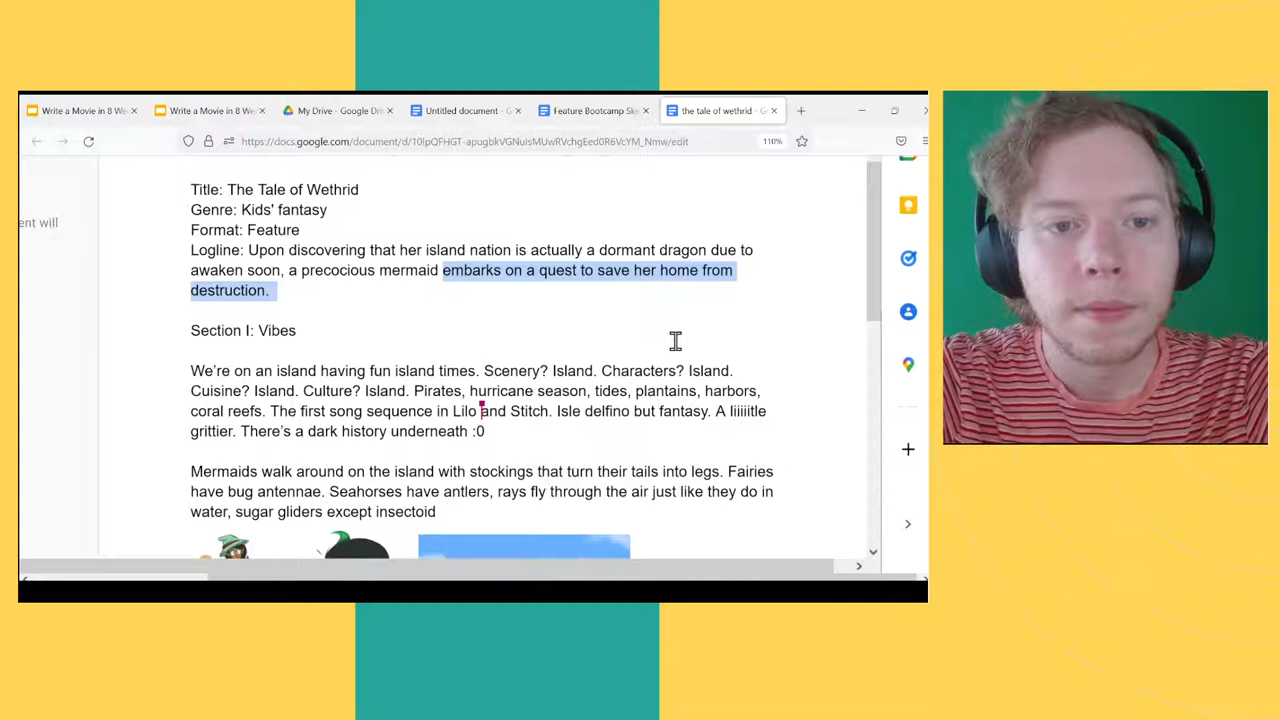 Write a Movie in 8 We
Write a Movie in 8 We
My Drive - Google Dri
Untitled document - G
Feature Bootcamp Ske
the tale of wethrid - G
https://docs.google.com/document/d/10lpQFHGT-apugbkVGNuIsMUwRVchgEed0R6VcYM_Nmw/edit
110%
ent will
Title: The Tale of Wethrid
Genre: Kids' fantasy
Format: Feature
Logline: Upon discovering that her island nation is actually a dormant dragon due to
awaken soon, a precocious mermaid embarks on a quest to save her home from
destruction.
Section I: Vibes
We're on an island having fun island times. Scenery? Island. Characters? Island.
Cuisine? Island. Culture? Island. Pirates, hurricane season, tides, plantains, harbors,
coral reefs. The first song sequence in Lilo and Stitch. Isle delfino but fantasy. A liiiiitle
grittier. There's a dark history underneath :0
Mermaids walk around on the island with stockings that turn their tails into legs. Fairies
have bug antennae. Seahorses have antlers, rays fly through the air just like they do in
water, sugar gliders except insectoid